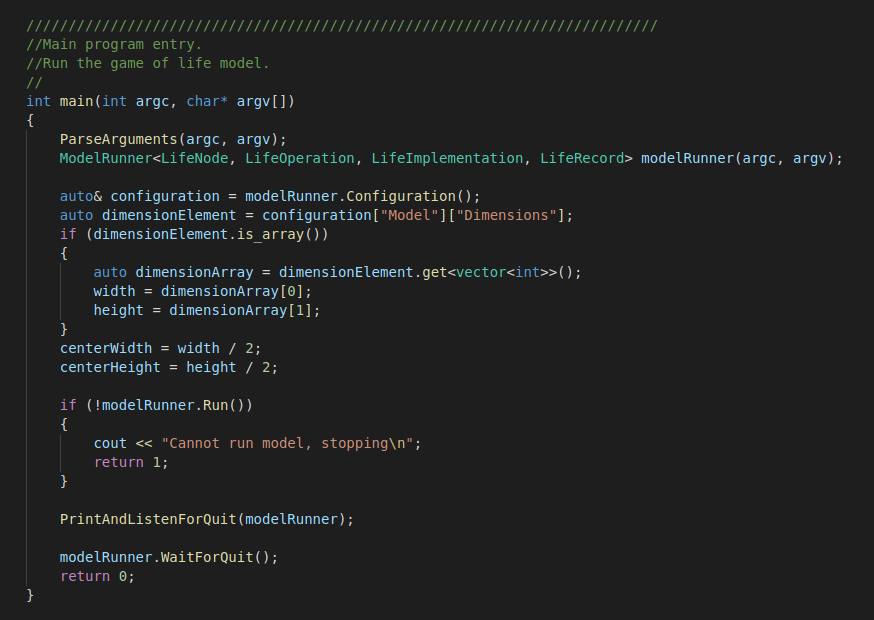 ///////////////////////////////////////////////////////////////////////////
//Main program entry.
//Run the game of life model.
//
int main(int argc, char* argv[])
{
    ParseArguments(argc, argv);
    ModelRunner<LifeNode, LifeOperation, LifeImplementation, LifeRecord> modelRunner(argc, argv);

    auto& configuration = modelRunner.Configuration();
    auto dimensionElement = configuration["Model"]["Dimensions"];
    if (dimensionElement.is_array())
    {
        auto dimensionArray = dimensionElement.get<vector<int>>();
        width = dimensionArray[0];
        height = dimensionArray[1];
    }
    centerWidth = width / 2;
    centerHeight = height / 2;

    if (!modelRunner.Run())
    {
        cout << "Cannot run model, stopping\n";
        return 1;
    }

    PrintAndListenForQuit(modelRunner);

    modelRunner.WaitForQuit();
    return 0;
}